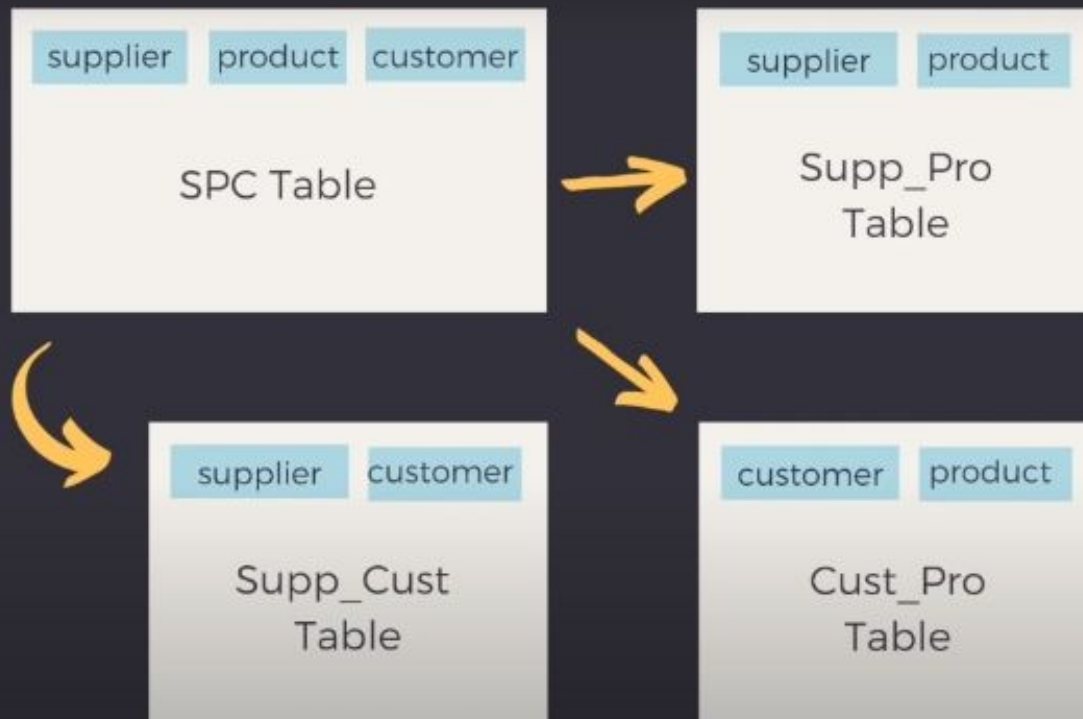 supplier product customer
SPC Table
supplier product
Supp_Pro
Table
supplier customer
Supp_Cust
Table
customer product
Cust_Pro
Table